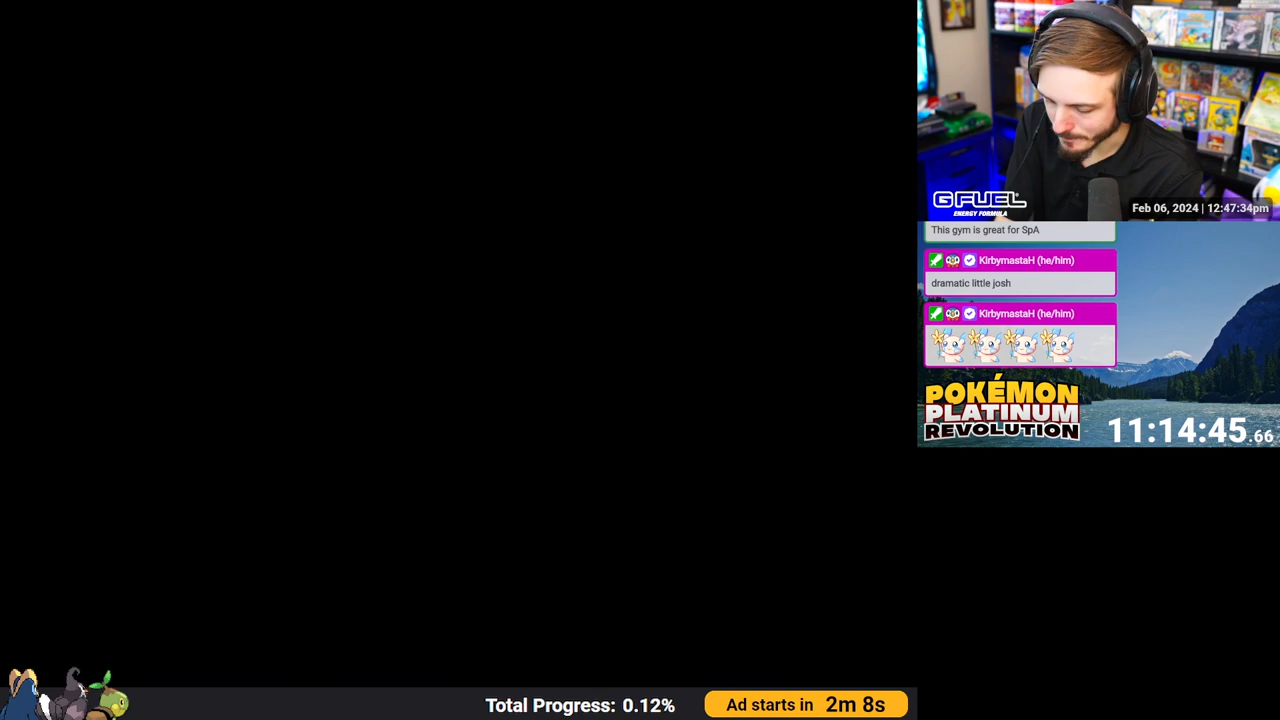 G FUEL
ENERGY FORMULA
Feb 06, 2024 | 12:47:34pm
This gym is great for SpA
KirbymastaH (he/him)
dramatic little josh
KirbymastaH (he/him)
POKÉMON
PLATINUM
REVOLUTION
11:14:45.66
Total Progress: 0.12%
Ad starts in 2m 8s